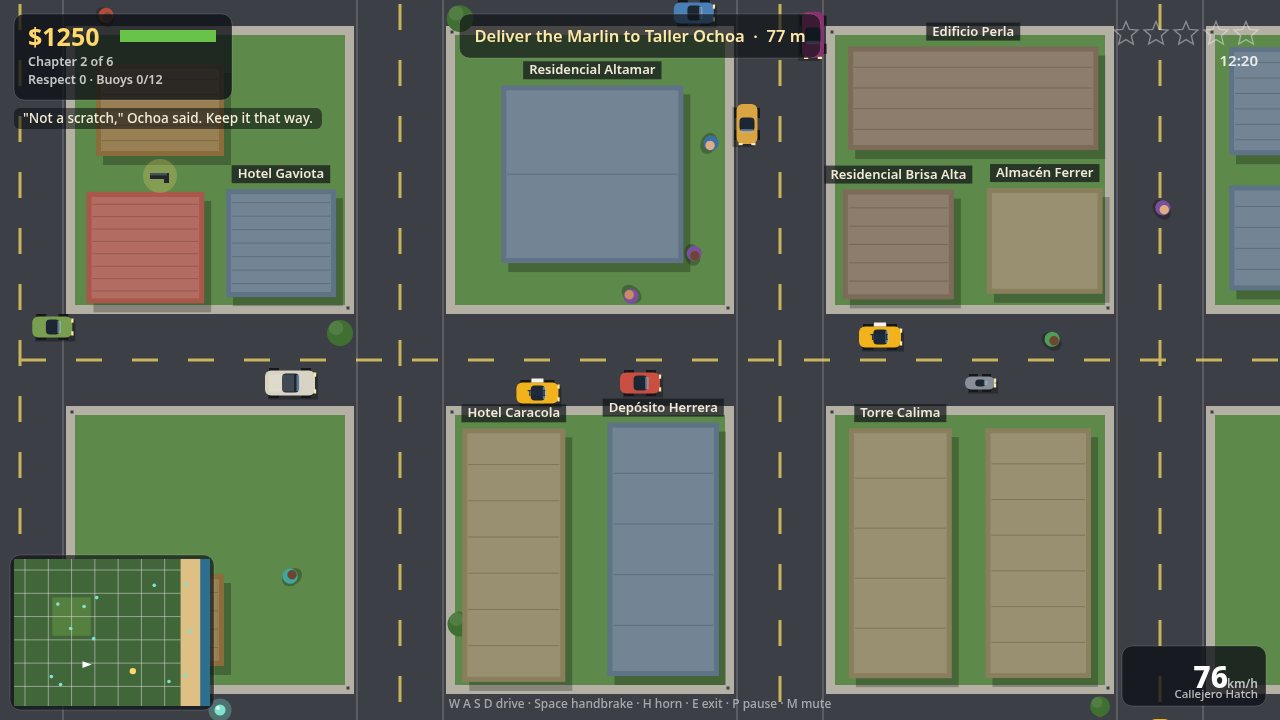 $1250
Chapter 2 of 6
Respect 0 · Buoys 0/12
"Not a scratch," Ochoa said. Keep it that way.
Deliver the Marlin to Taller Ochoa · 77 m
12:20
Edificio Perla
Residencial Altamar
Hotel Gaviota
Residencial Brisa Alta
Almacén Ferrer
Hotel Caracola
Depósito Herrera
Torre Calima
76 km/h
Callejero Hatch
W A S D drive · Space handbrake · H horn · E exit · P pause · M mute